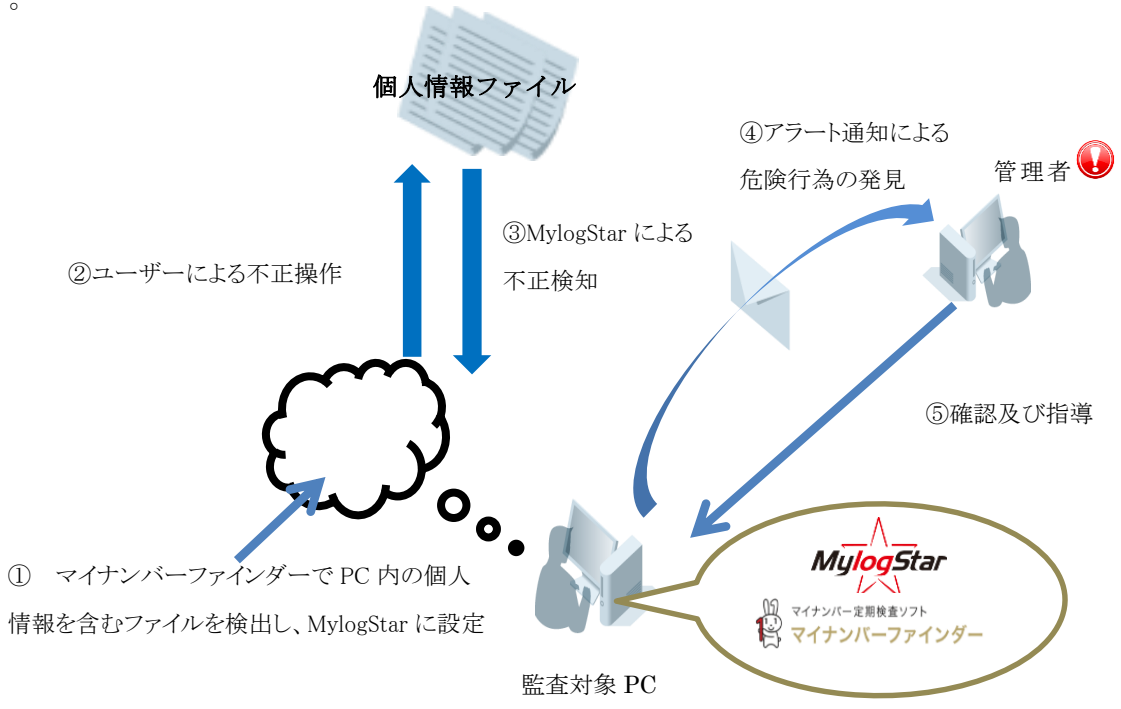 。
個人情報ファイル
④アラート通知による
危険行為の発見
管理者
③MylogStar による
不正検知
②ユーザーによる不正操作
⑤確認及び指導
① マイナンバーファインダーで PC 内の個人
情報を含むファイルを検出し、MylogStar に設定
MylogStar
マイナンバー定期検査ソフト
マイナンバーファインダー
監査対象 PC